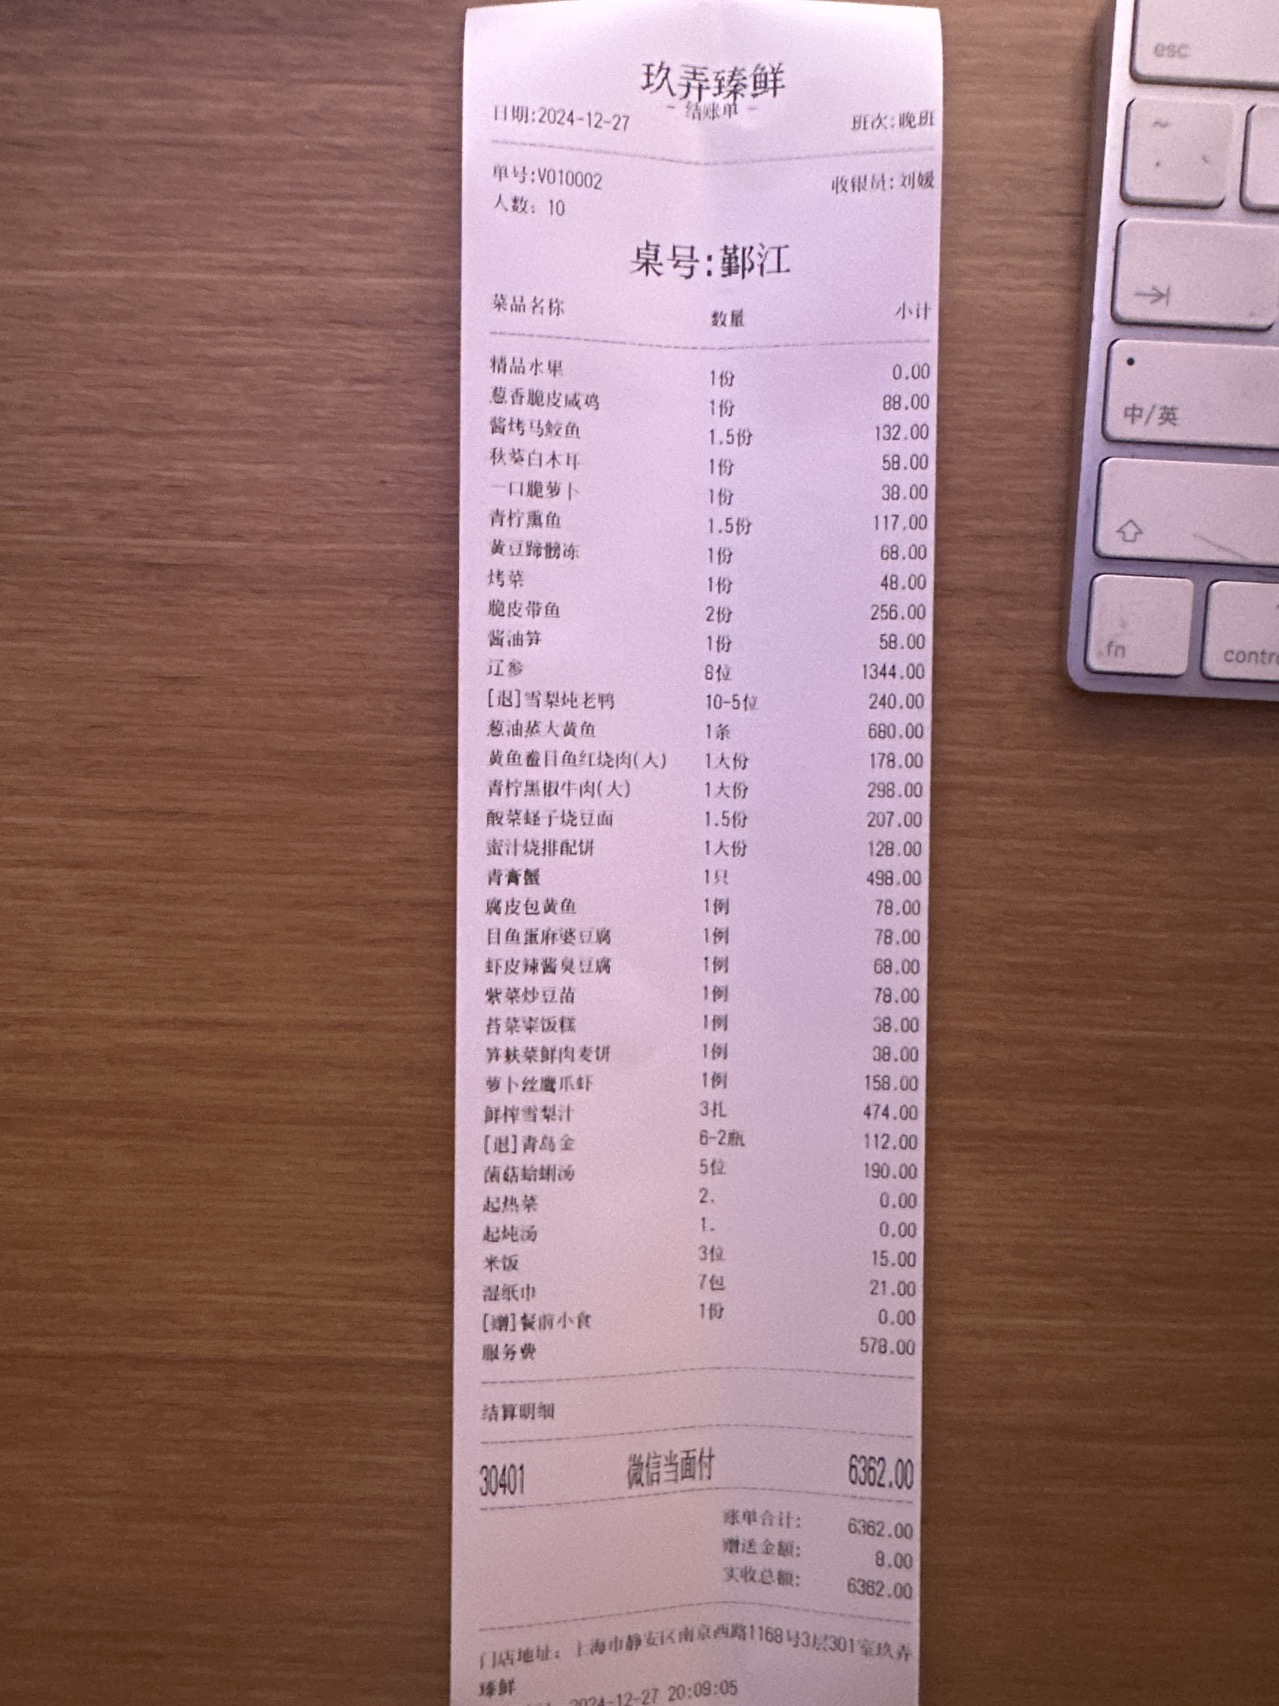 玖弄臻鲜
- 结账单 -
日期:2024-12-27 班次:晚班
单号:V010002 收银员:刘媛
人数: 10
桌号:鄞江
菜品名称 数量 小计
精品水果 1份 0.00
葱香脆皮咸鸡 1份 88.00
酱烤马鲛鱼 1.5份 132.00
秋葵白木耳 1份 58.00
一口脆萝卜 1份 38.00
青柠熏鱼 1.5份 117.00
黄豆蹄髈冻 1份 68.00
烤菜 1份 48.00
脆皮带鱼 2份 256.00
酱油笋 1份 58.00
辽参 8位 1344.00
[退]雪梨炖老鸭 10-5位 240.00
葱油蒸大黄鱼 1条 680.00
黄鱼鲞目鱼红烧肉(大) 1大份 178.00
青柠黑椒牛肉(大) 1大份 298.00
酸菜蛏子烧豆面 1.5份 207.00
蜜汁烧排配饼 1大份 128.00
青膏蟹 1只 498.00
腐皮包黄鱼 1例 78.00
目鱼蛋麻婆豆腐 1例 78.00
虾皮辣酱臭豆腐 1例 68.00
紫菜炒豆苗 1例 78.00
苔菜粢饭糕 1例 38.00
笋麸菜鲜肉麦饼 1例 38.00
萝卜丝鹰爪虾 1例 158.00
鲜榨雪梨汁 3扎 474.00
[退]青岛金 6-2瓶 112.00
菌菇蛤蜊汤 5位 190.00
起热菜 2. 0.00
起炖汤 1. 0.00
米饭 3位 15.00
湿纸巾 7包 21.00
[赠]餐前小食 1份 0.00
服务费 578.00
结算明细
30401 微信当面付 6362.00
账单合计: 6362.00
赠送金额: 8.00
实收总额: 6362.00
门店地址: 上海市静安区南京西路1168号3层301室玖弄
臻鲜
2024-12-27 20:09:05
esc
~
·
中/英
fn
contro